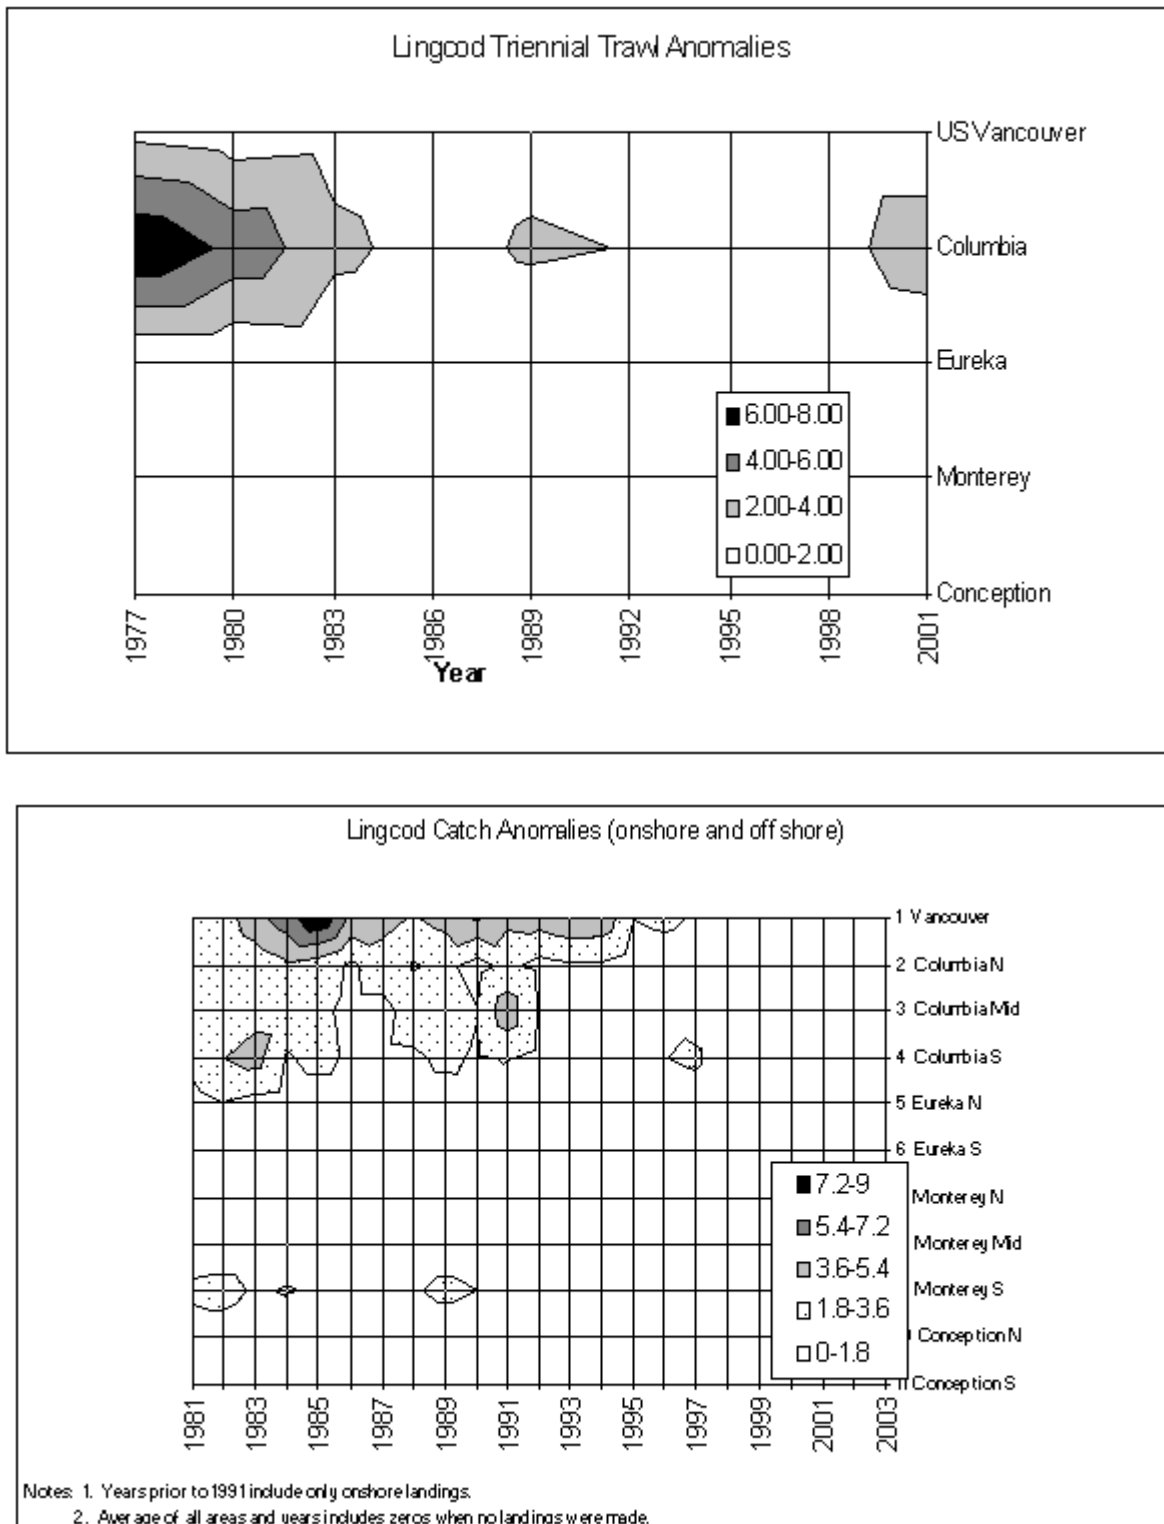 Lingcod Triennial Trawl Anomalies
US Vancouver
Columbia
Eureka
Monterey
Conception
6.00-8.00
4.00-6.00
2.00-4.00
0.00-2.00
1977 1980 1983 1986 1989 1992 1995 1998 2001
Year
Lingcod Catch Anomalies (onshore and off shore)
1 Vancouver
2 Columbia N
3 Columbia Mid
4 Columbia S
5 Eureka N
6 Eureka S
Monterey N
Monterey Mid
Monterey S
Conception N
Conception S
7.2-9
5.4-7.2
3.6-5.4
1.8-3.6
0-1.8
1981 1983 1985 1987 1989 1991 1993 1995 1997 1999 2001 2003
Notes: 1. Years prior to 1991 include only onshore landings.
2. Average of all areas and years includes zeros when no landings were made.